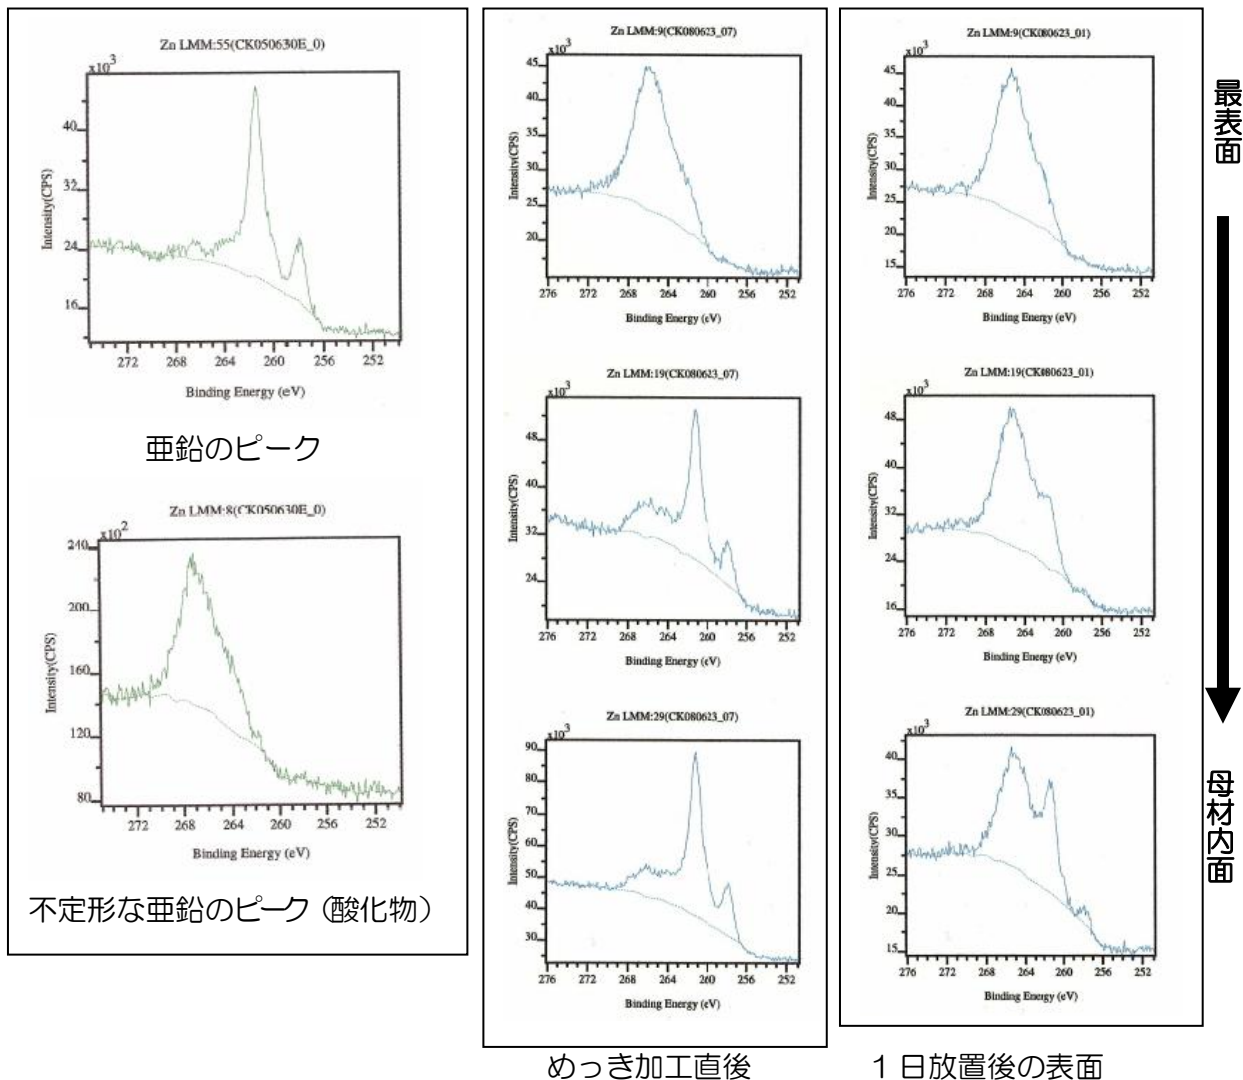 Zn LMM:55(CK050630E_0)
x10³
40
32
24
16
Intensity(CPS)
272 268 264 260 256 252
Binding Energy (eV)
亜鉛のピーク
Zn LMM:8(CK050630E_0)
x10²
240
200
160
120
80
Intensity(CPS)
272 268 264 260 256 252
Binding Energy (eV)
不定形な亜鉛のピーク（酸化物）
Zn LMM:9(CK080623_07)
x10³
45
40
35
30
25
20
Intensity(CPS)
276 272 268 264 260 256 252
Binding Energy (eV)
Zn LMM:19(CK080623_07)
x10³
48
40
32
24
Intensity(CPS)
276 272 268 264 260 256 252
Binding Energy (eV)
Zn LMM:29(CK080623_07)
x10³
90
80
70
60
50
40
30
Intensity(CPS)
276 272 268 264 260 256 252
Binding Energy (eV)
めっき加工直後
Zn LMM:9(CK080623_01)
x10³
45
40
35
30
25
20
15
Intensity(CPS)
276 272 268 264 260 256 252
Binding Energy (eV)
Zn LMM:19(CK080623_01)
x10³
48
40
32
24
16
Intensity(CPS)
276 272 268 264 260 256 252
Binding Energy (eV)
Zn LMM:29(CK080623_01)
x10³
40
35
30
25
20
15
Intensity(CPS)
276 272 268 264 260 256 252
Binding Energy (eV)
1 日放置後の表面
最表面
母材内面